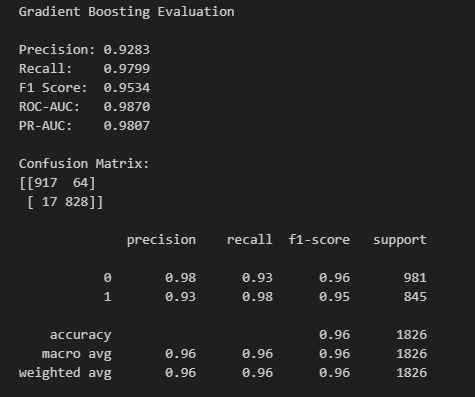 Gradient Boosting Evaluation
Precision: 0.9283
Recall: 0.9799
F1 Score: 0.9534
ROC-AUC: 0.9870
PR-AUC: 0.9807
Confusion Matrix:
[[917 64]
[ 17 828]]
precision recall f1-score support
0 0.98 0.93 0.96 981
1 0.93 0.98 0.95 845
accuracy 0.96 1826
macro avg 0.96 0.96 0.96 1826
weighted avg 0.96 0.96 0.96 1826